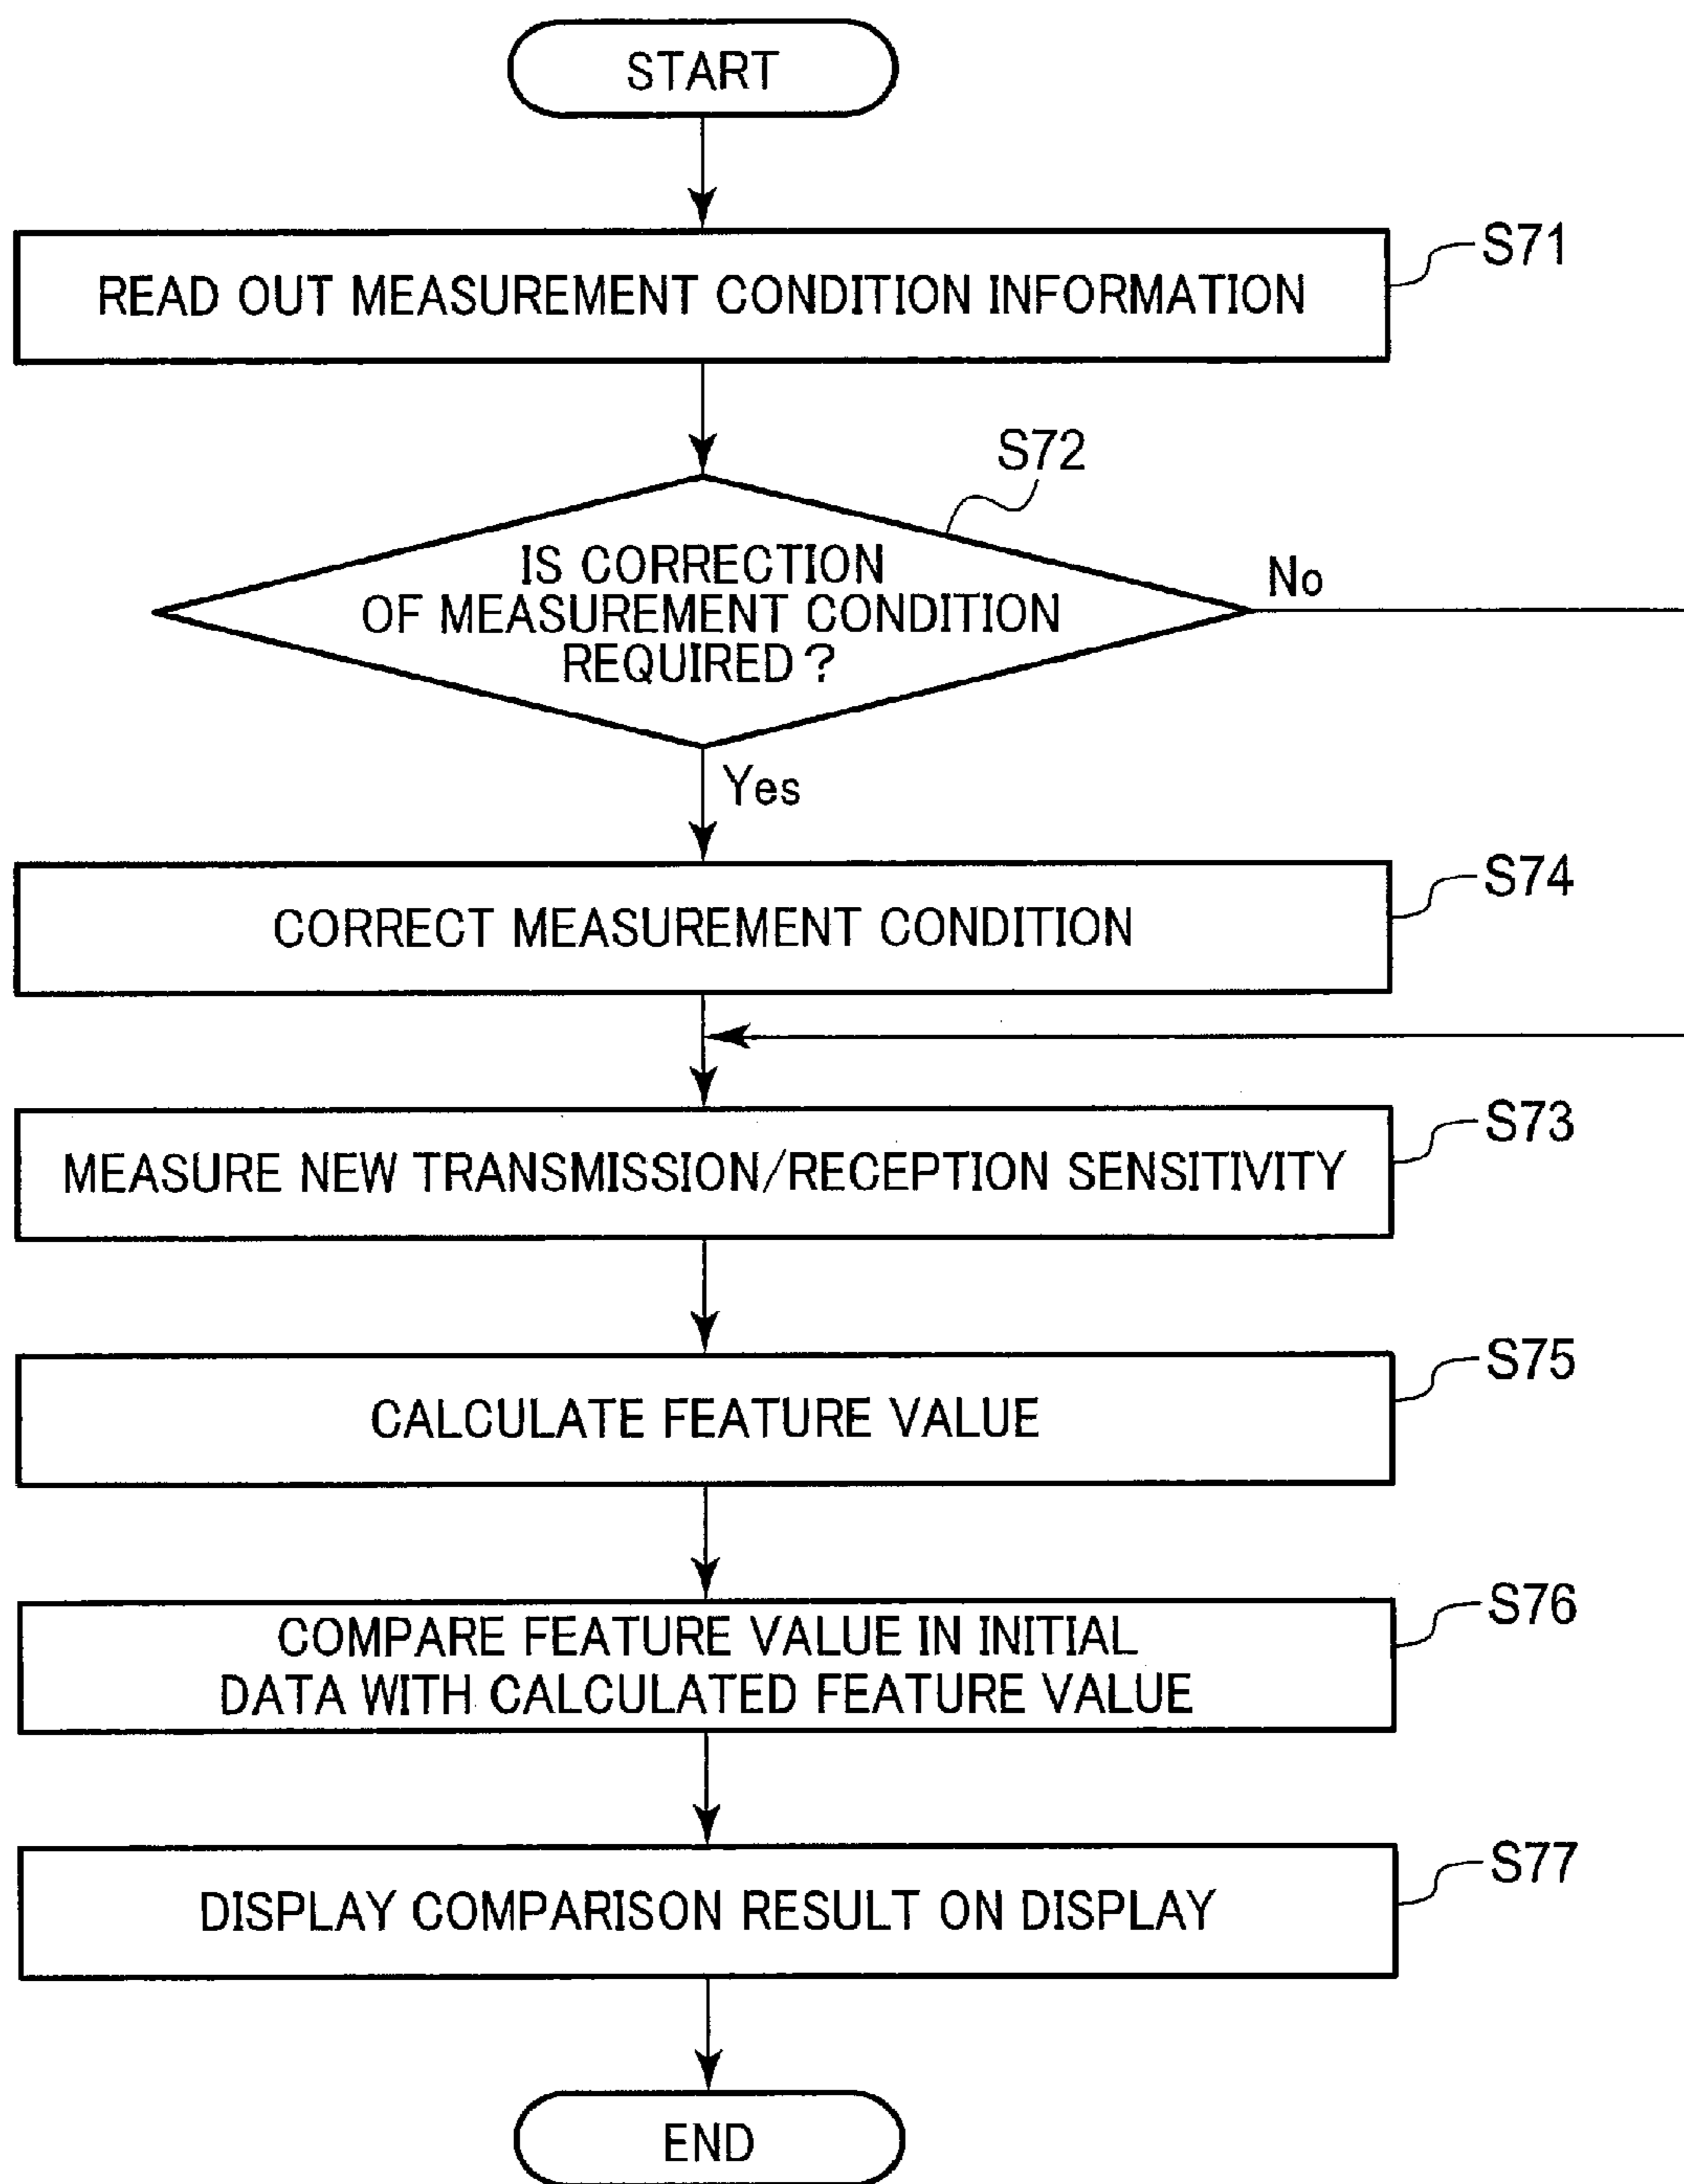 START
S71
READ OUT MEASUREMENT CONDITION INFORMATION
S72
IS CORRECTION
OF MEASUREMENT CONDITION
REQUIRED?
No
Yes
S74
CORRECT MEASUREMENT CONDITION
S73
MEASURE NEW TRANSMISSION/RECEPTION SENSITIVITY
S75
CALCULATE FEATURE VALUE
S76
COMPARE FEATURE VALUE IN INITIAL
DATA WITH CALCULATED FEATURE VALUE
S77
DISPLAY COMPARISON RESULT ON DISPLAY
END